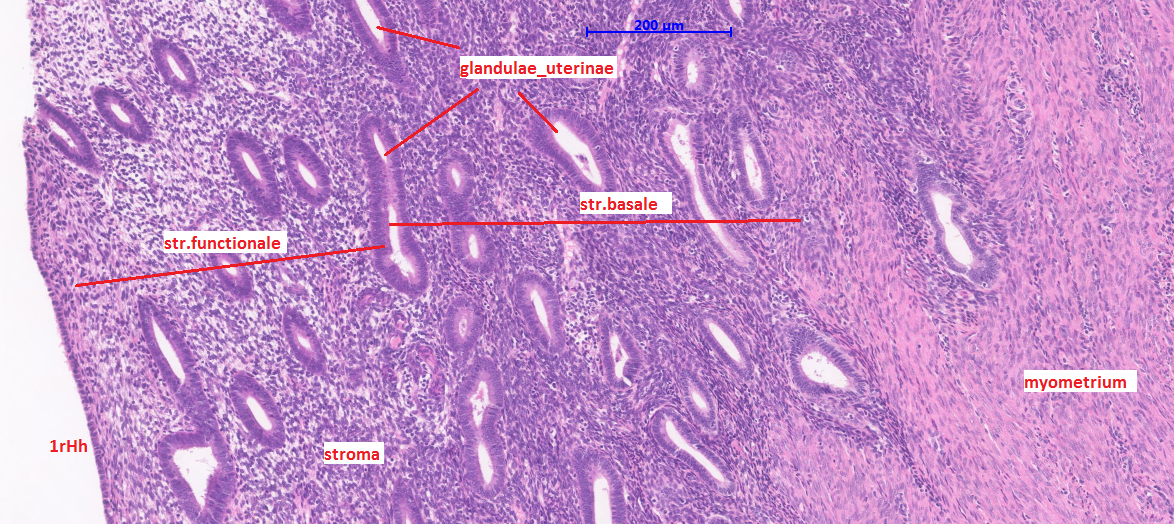 200 µm
glandulae_uterinae
str.basale
str.functionale
myometrium
1rHh
stroma